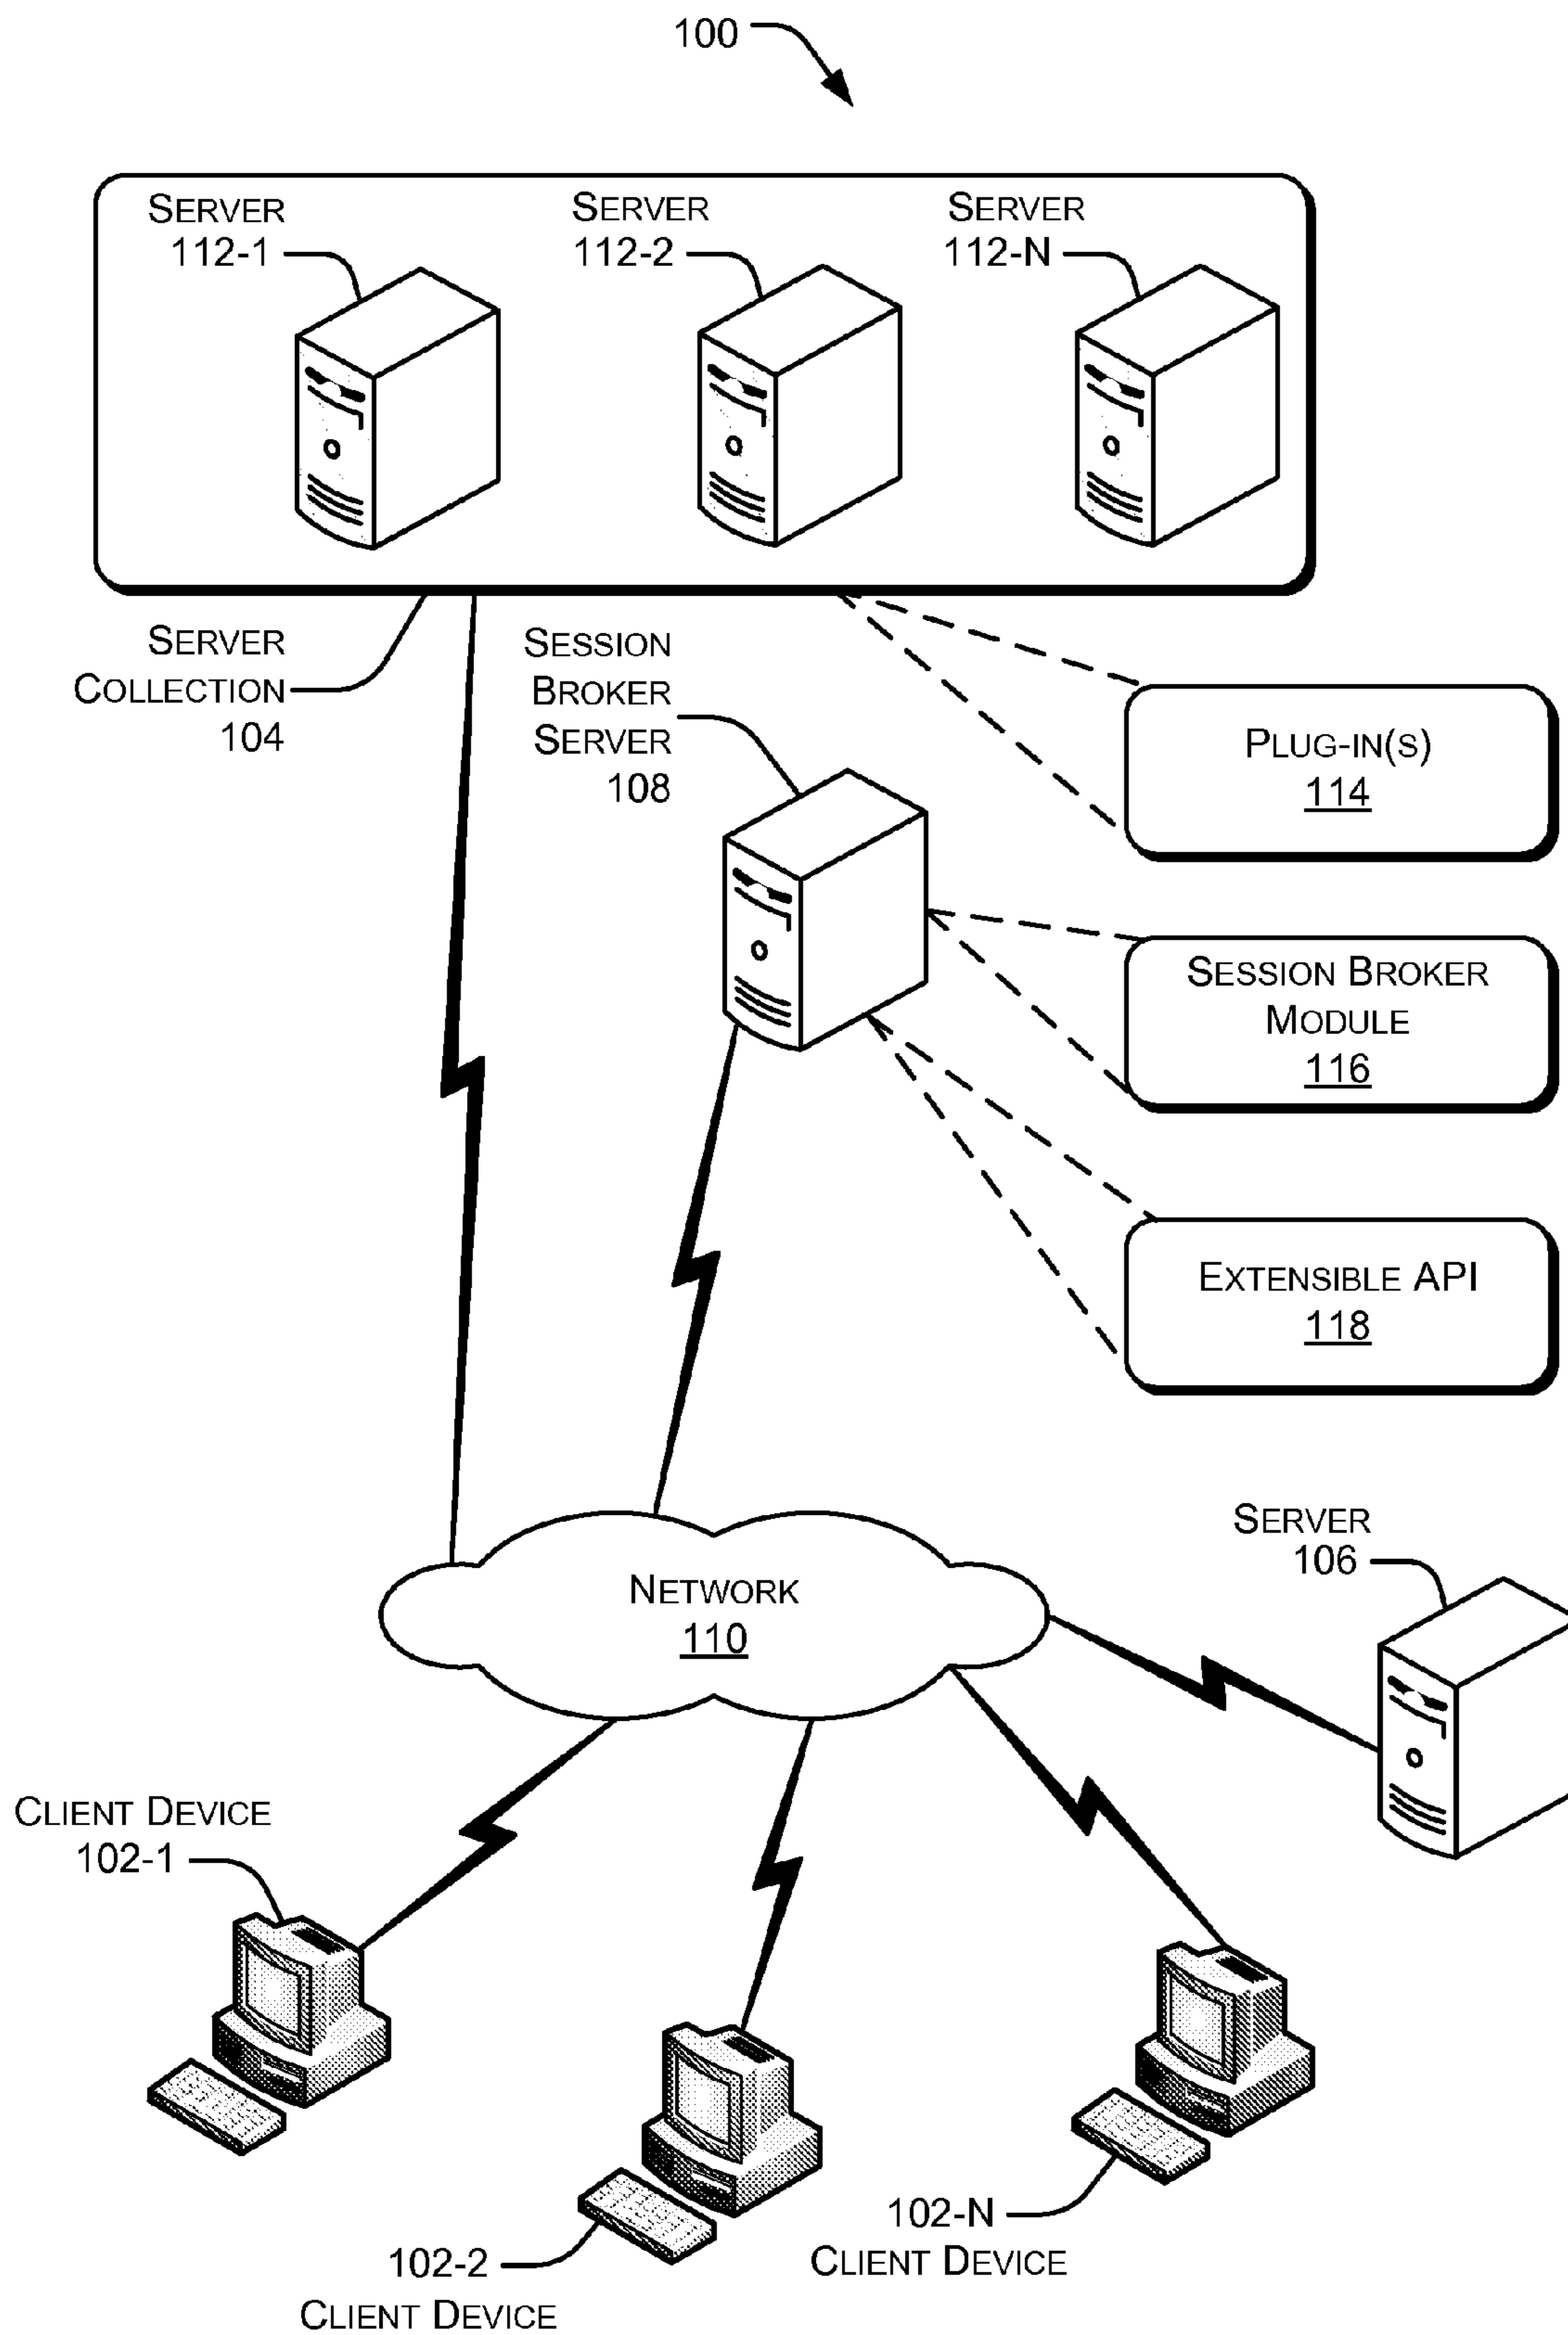 100
SERVER
112-1
SERVER
112-2
SERVER
112-N
SERVER
COLLECTION
104
SESSION
BROKER
SERVER
108
PLUG-IN(S)
114
SESSION BROKER
MODULE
116
EXTENSIBLE API
118
SERVER
106
NETWORK
110
CLIENT DEVICE
102-1
102-2
CLIENT DEVICE
102-N
CLIENT DEVICE